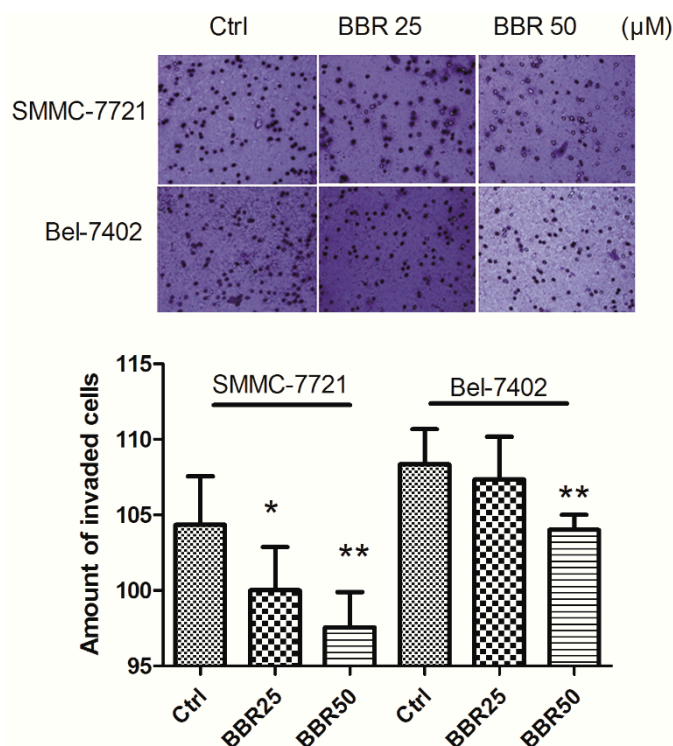 Ctrl BBR 25 BBR 50 (μM)
SMMC-7721
Bel-7402
Amount of invaded cells
115
110
105
100
95
SMMC-7721
Bel-7402
*
**
**
Ctrl
BBR25
BBR50
Ctrl
BBR25
BBR50